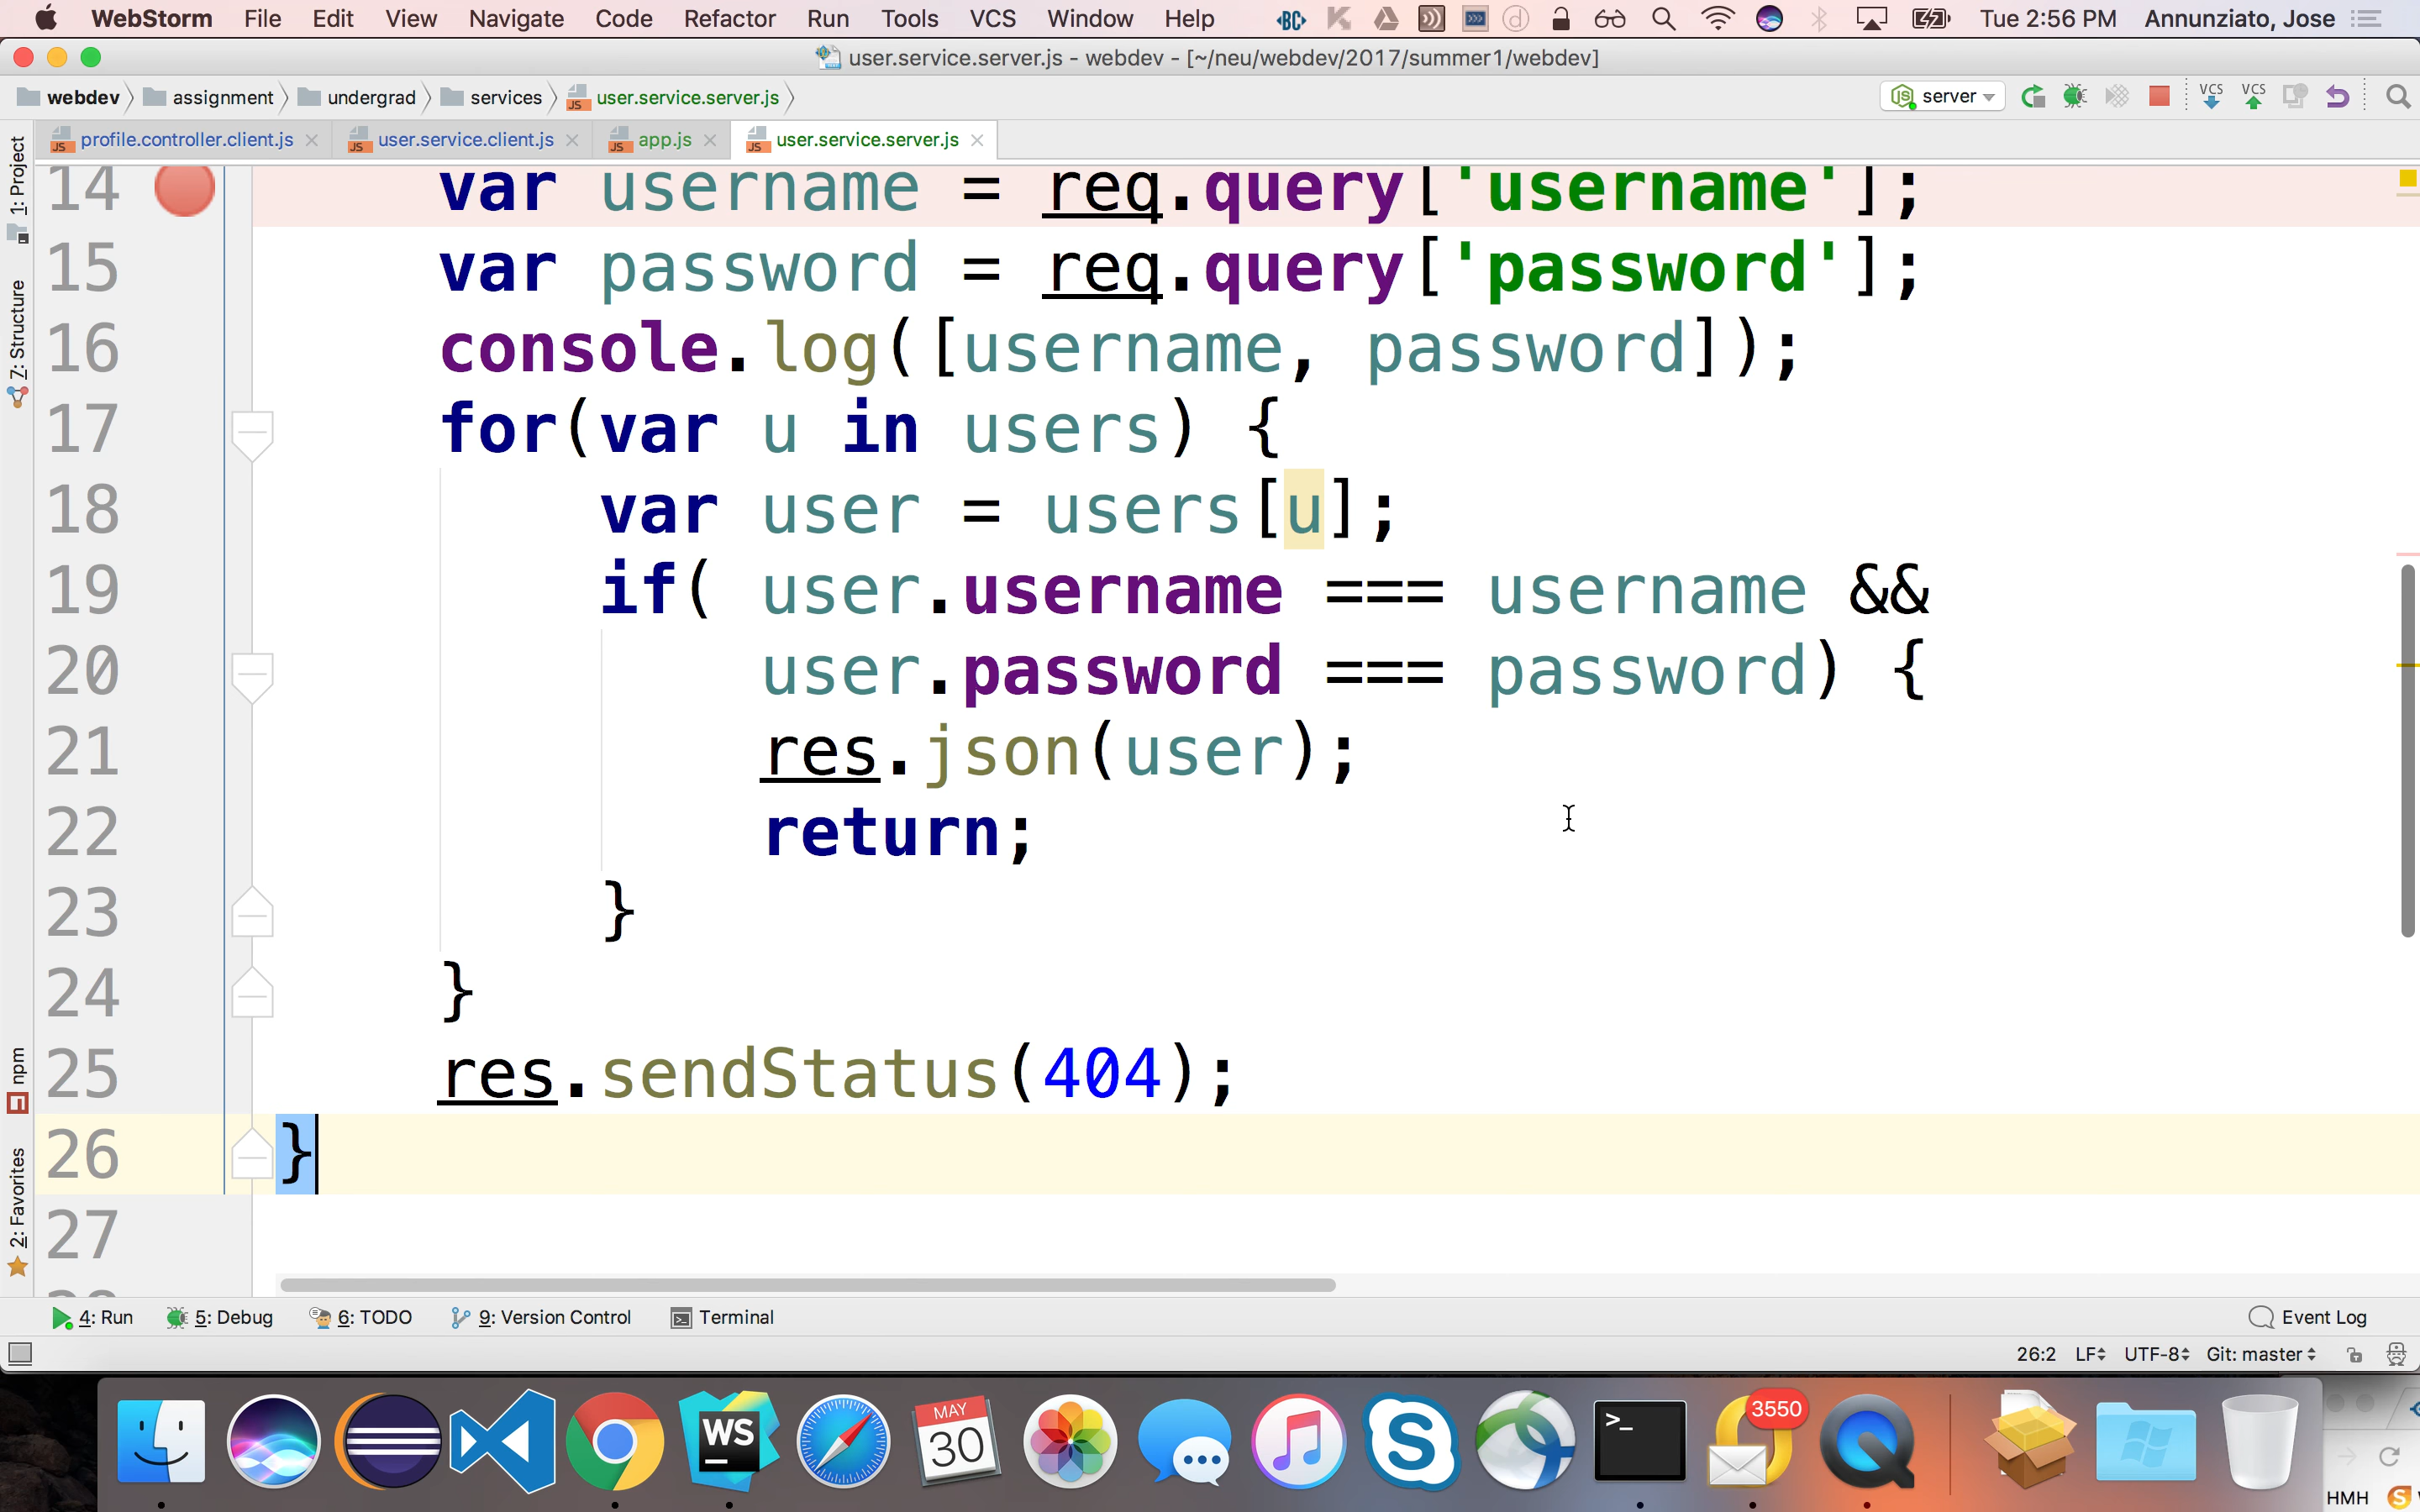 WebStorm File Edit View Navigate Code Refactor Run Tools VCS Window Help BC Tue 2:56 PM Annunziato, Jose
user.service.server.js - webdev - [~/neu/webdev/2017/summer1/webdev]
webdev assignment undergrad services user.service.server.js server VCS VCS
profile.controller.client.js user.service.client.js app.js user.service.server.js
1: Project
7: Structure
npm
2: Favorites
14 var username = req.query['username'];
15 var password = req.query['password'];
16 console.log([username, password]);
17 for(var u in users) {
18 var user = users[u];
19 if( user.username === username &&
20 user.password === password) {
21 res.json(user);
22 return;
23 }
24 }
25 res.sendStatus(404);
26 }
27
4: Run 5: Debug 6: TODO 9: Version Control Terminal Event Log
26:2 LF UTF-8 Git: master
WS
MAY
30
3550
HMH